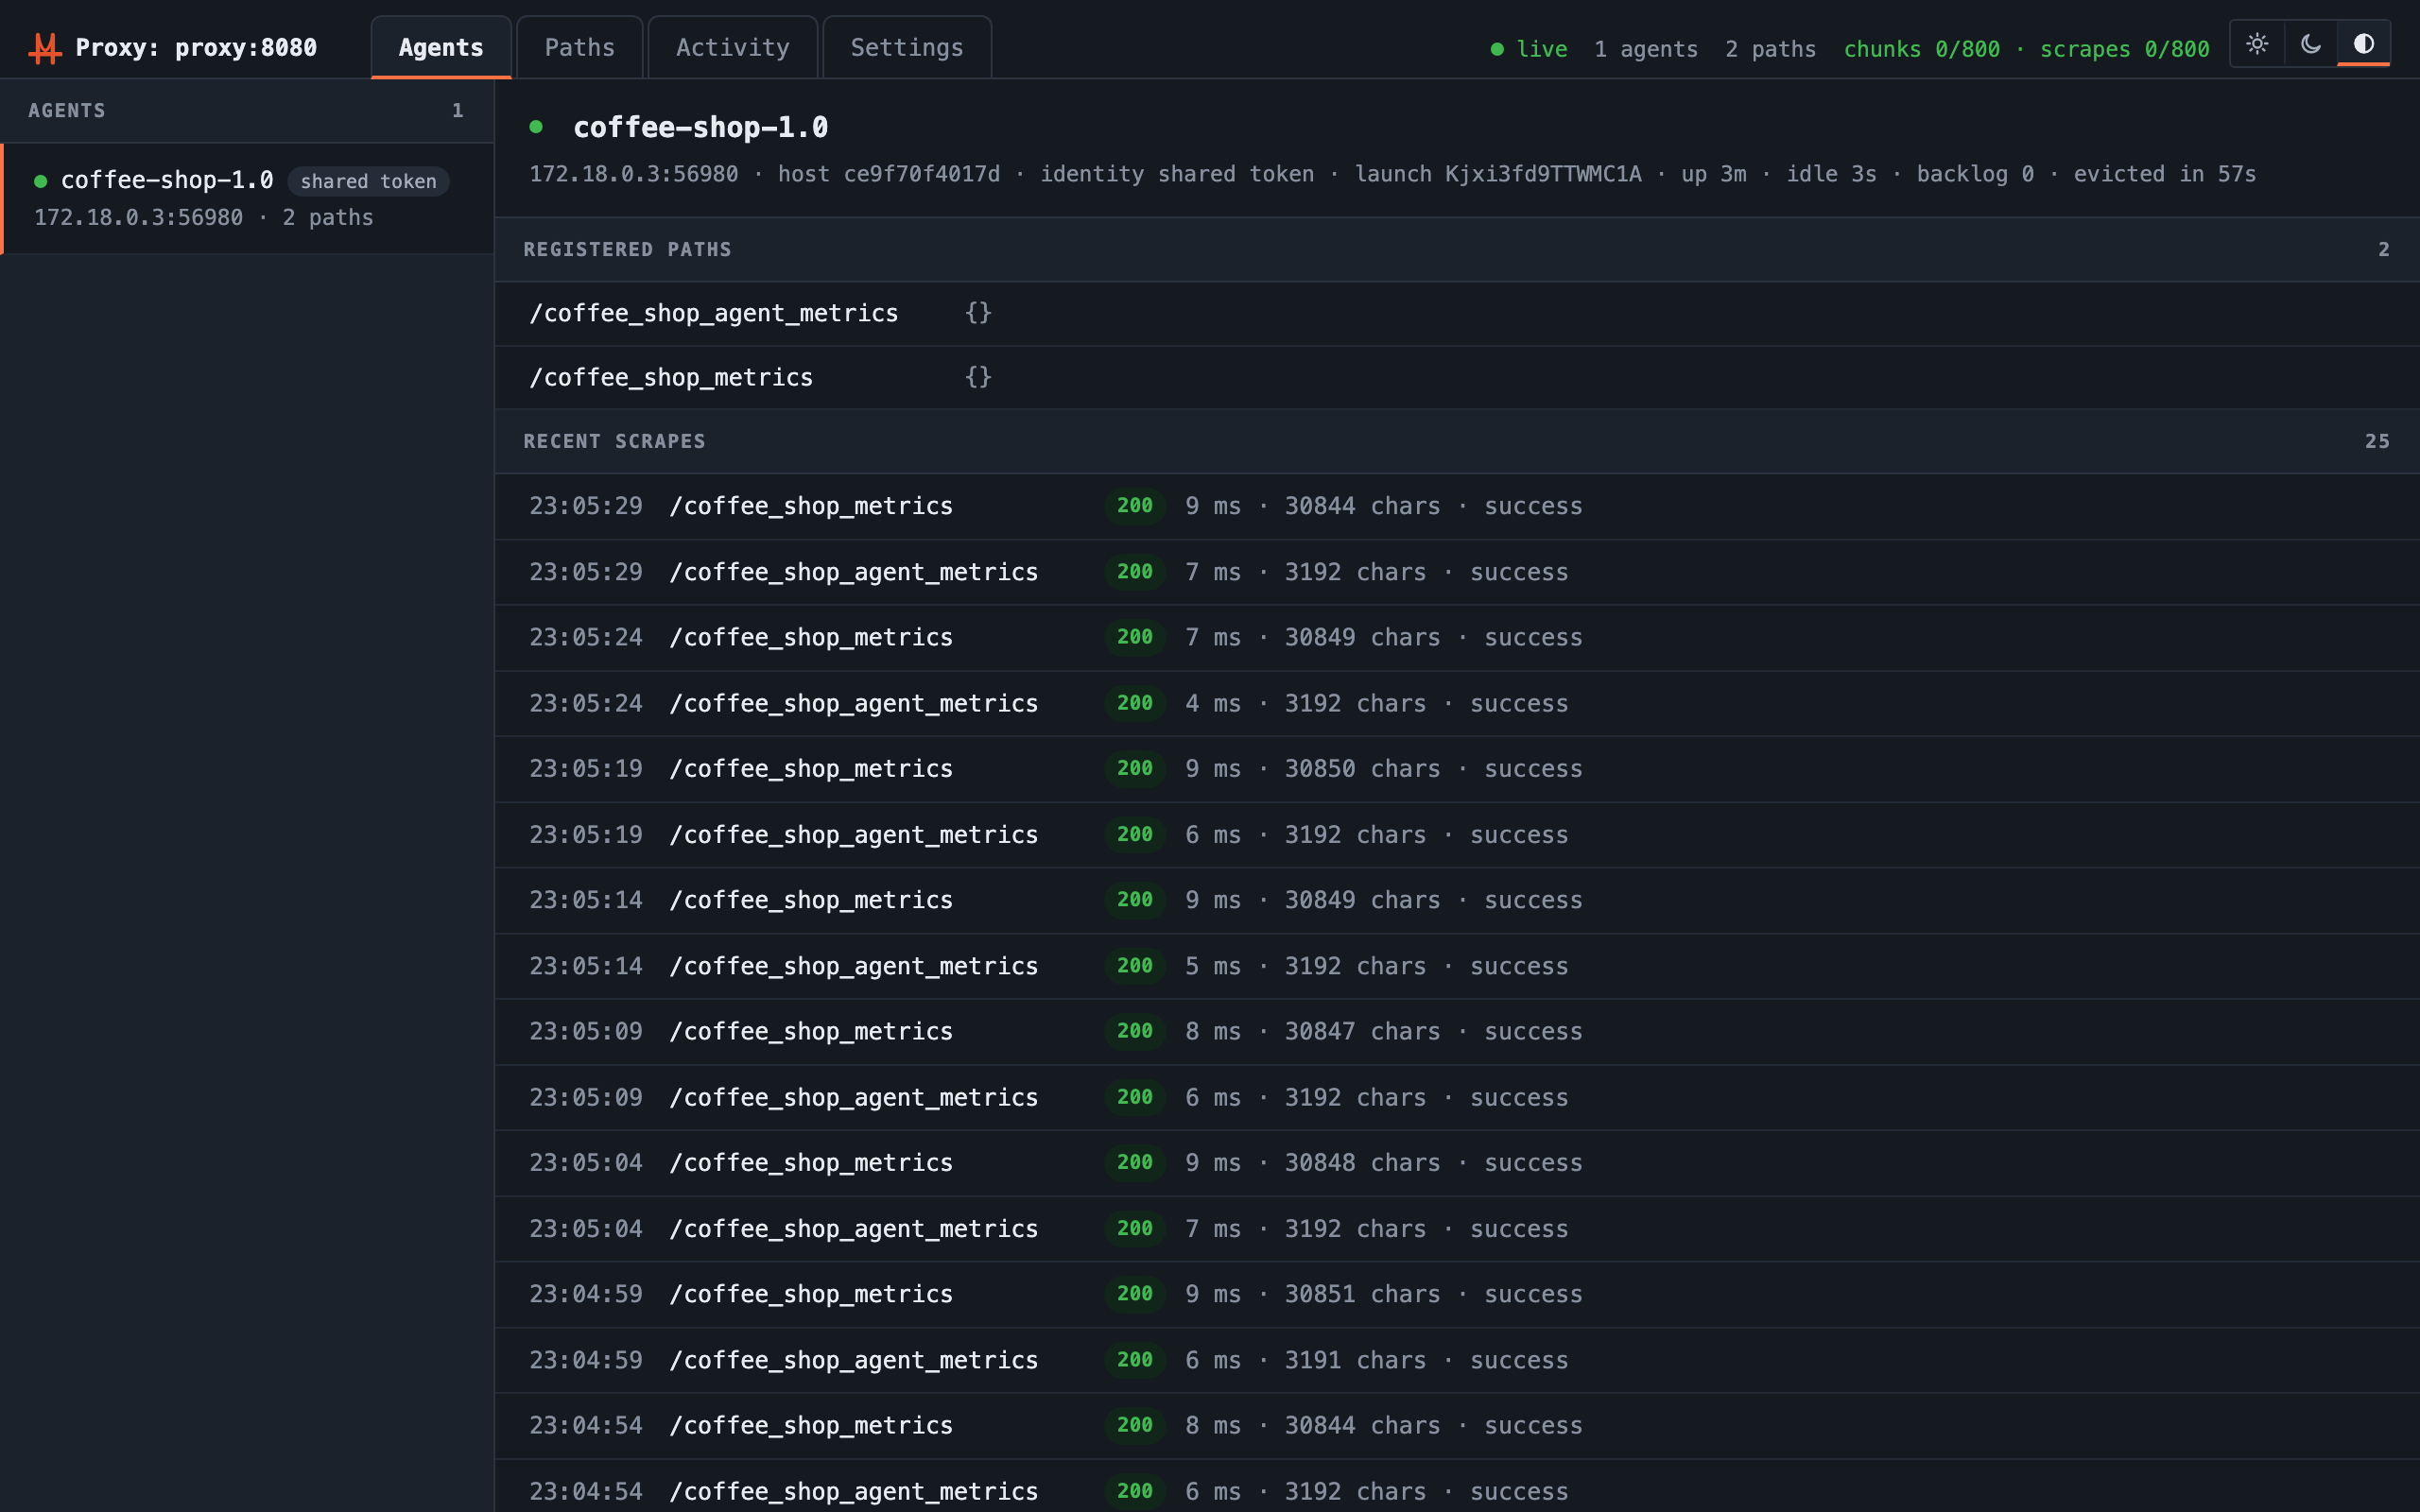 Proxy: proxy:8080 Agents Paths Activity Settings live 1 agents 2 paths chunks 0/800 · scrapes 0/800
AGENTS 1
coffee-shop-1.0 shared token
172.18.0.3:56980 · 2 paths
coffee-shop-1.0
172.18.0.3:56980 · host ce9f70f4017d · identity shared token · launch Kjxi3fd9TTWMC1A · up 3m · idle 3s · backlog 0 · evicted in 57s
REGISTERED PATHS 2
/coffee_shop_agent_metrics {}
/coffee_shop_metrics {}
RECENT SCRAPES 25
23:05:29 /coffee_shop_metrics 200 9 ms · 30844 chars · success
23:05:29 /coffee_shop_agent_metrics 200 7 ms · 3192 chars · success
23:05:24 /coffee_shop_metrics 200 7 ms · 30849 chars · success
23:05:24 /coffee_shop_agent_metrics 200 4 ms · 3192 chars · success
23:05:19 /coffee_shop_metrics 200 9 ms · 30850 chars · success
23:05:19 /coffee_shop_agent_metrics 200 6 ms · 3192 chars · success
23:05:14 /coffee_shop_metrics 200 9 ms · 30849 chars · success
23:05:14 /coffee_shop_agent_metrics 200 5 ms · 3192 chars · success
23:05:09 /coffee_shop_metrics 200 8 ms · 30847 chars · success
23:05:09 /coffee_shop_agent_metrics 200 6 ms · 3192 chars · success
23:05:04 /coffee_shop_metrics 200 9 ms · 30848 chars · success
23:05:04 /coffee_shop_agent_metrics 200 7 ms · 3192 chars · success
23:04:59 /coffee_shop_metrics 200 9 ms · 30851 chars · success
23:04:59 /coffee_shop_agent_metrics 200 6 ms · 3191 chars · success
23:04:54 /coffee_shop_metrics 200 8 ms · 30844 chars · success
23:04:54 /coffee_shop_agent_metrics 200 6 ms · 3192 chars · success